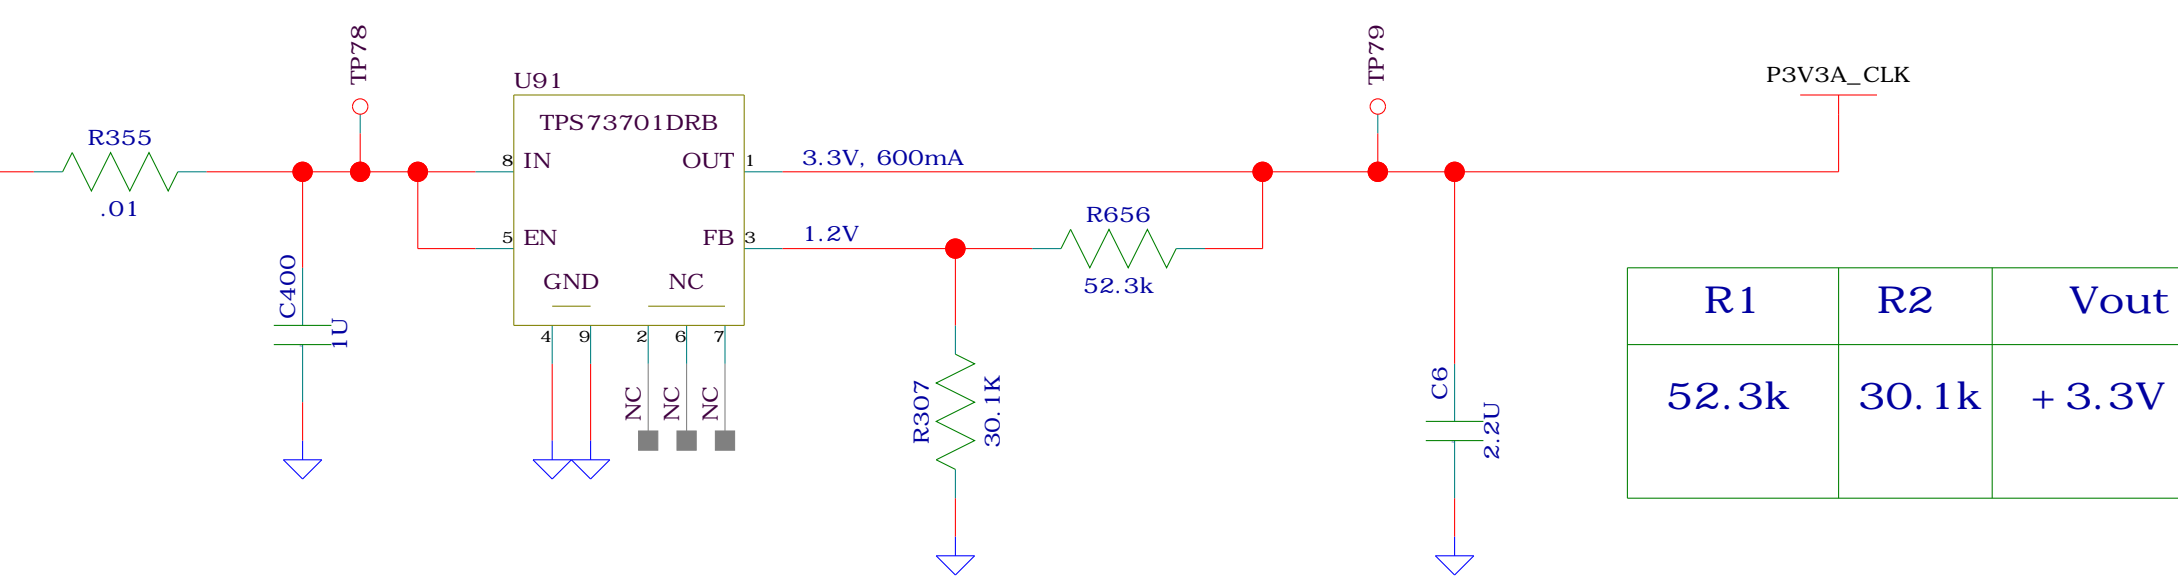 TP78
TP79
U91
P3V3A_CLK
TPS73701DRB
R355
8 IN
OUT 1
3.3V, 600mA
.01
R656
5 EN
FB 3
1.2V
C400
1U
GND
NC
52.3k
R1 R2 Vout
4 9 2 6 7
NC NC NC
R307
30.1K
C6
2.2U
52.3k 30.1k +3.3V